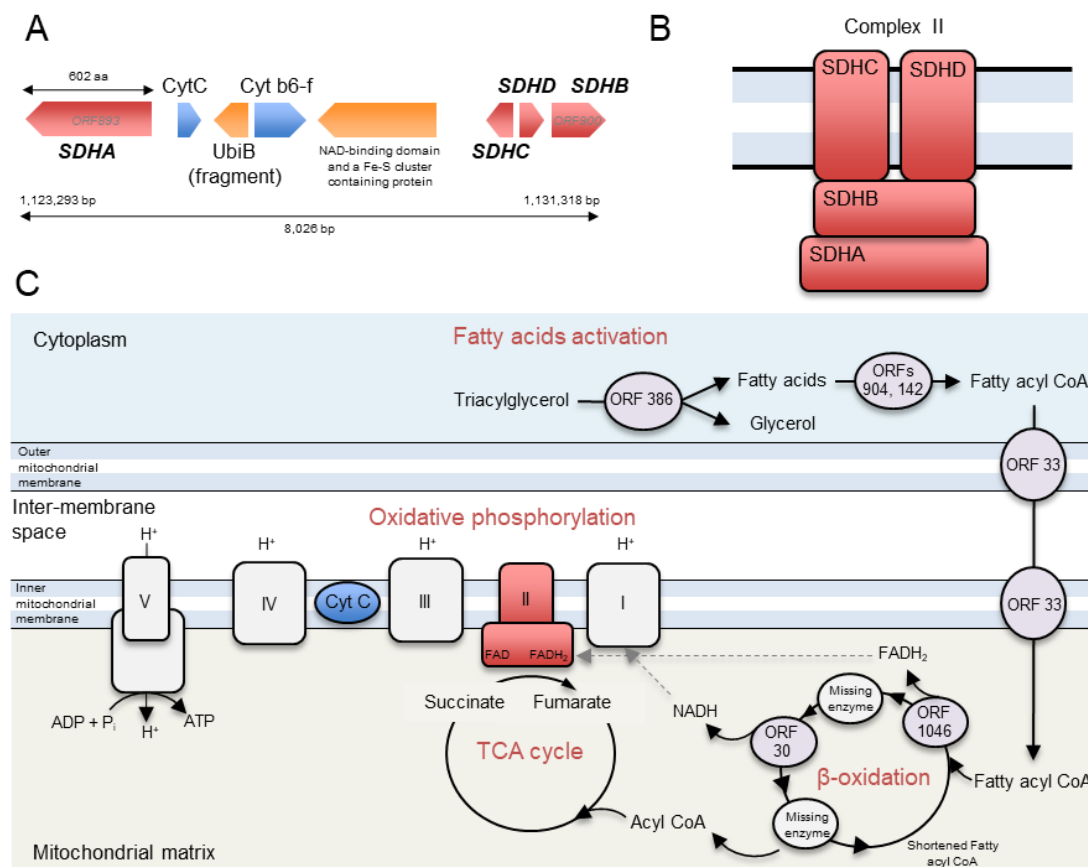 A
602 aa
CytC
Cyt b6-f
SDHD
SDHB
ORF893
ORF900
SDHA
UbiB
(fragment)
NAD-binding domain
and a Fe-S cluster
containing protein
SDHC
1,123,293 bp
1,131,318 bp
8,026 bp
B
Complex II
SDHC
SDHD
SDHB
SDHA
C
Cytoplasm
Fatty acids activation
Triacylglycerol
ORF 386
Fatty acids
Glycerol
ORFs
904, 142
Fatty acyl CoA
Outer
mitochondrial
membrane
ORF 33
Inter-membrane
space
Oxidative phosphorylation
H⁺
H⁺
H⁺
H⁺
Inner
mitochondrial
membrane
V
IV
Cyt C
III
II
I
ORF 33
FAD
FADH₂
FADH₂
ADP + Pᵢ
H⁺
ATP
Succinate
Fumarate
NADH
Missing
enzyme
ORF
1046
ORF
30
TCA cycle
β-oxidation
Fatty acyl CoA
Acyl CoA
Missing
enzyme
Shortened Fatty
acyl CoA
Mitochondrial matrix